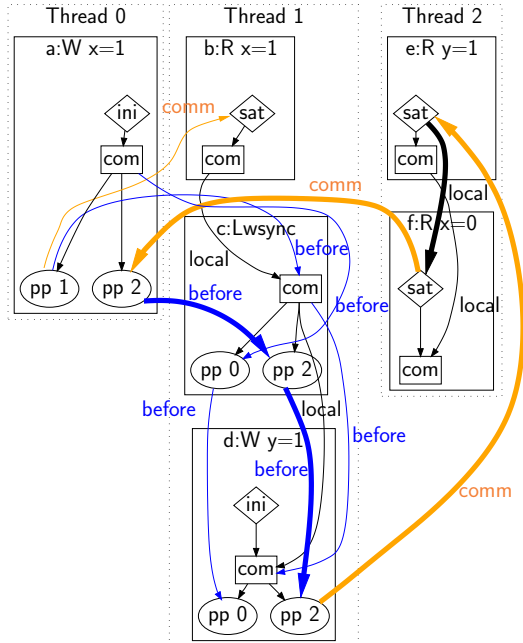 Thread 0
Thread 1
Thread 2
a:W x=1
b:R x=1
e:R y=1
ini
comm
sat
sat
com
com
com
comm
local
f:R x=0
c:Lwsync
before
local
pp 1
pp 2
before
com
before
sat
local
pp 0
pp 2
com
before
local
before
d:W y=1
before
comm
ini
com
pp 0
pp 2